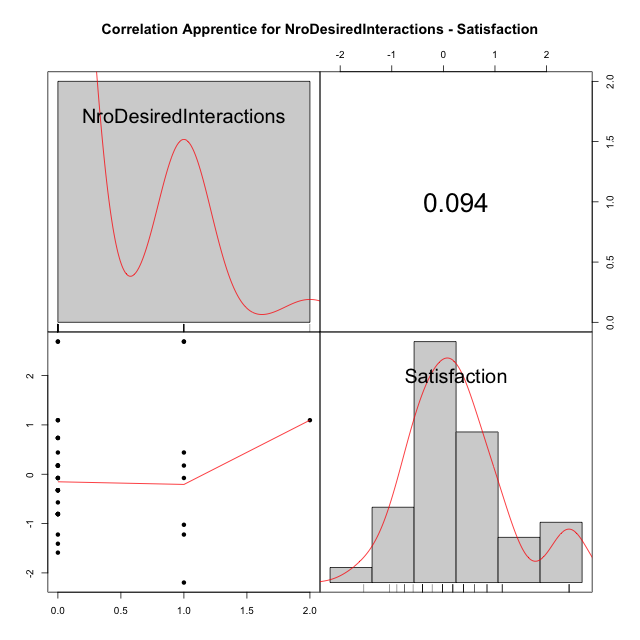 Correlation Apprentice for NroDesiredInteractions - Satisfaction
-2 -1 0 1 2
NroDesiredInteractions
0.094
2.0
1.5
1.0
0.5
0.0
Satisfaction
2
1
0
-1
-2
0.0 0.5 1.0 1.5 2.0